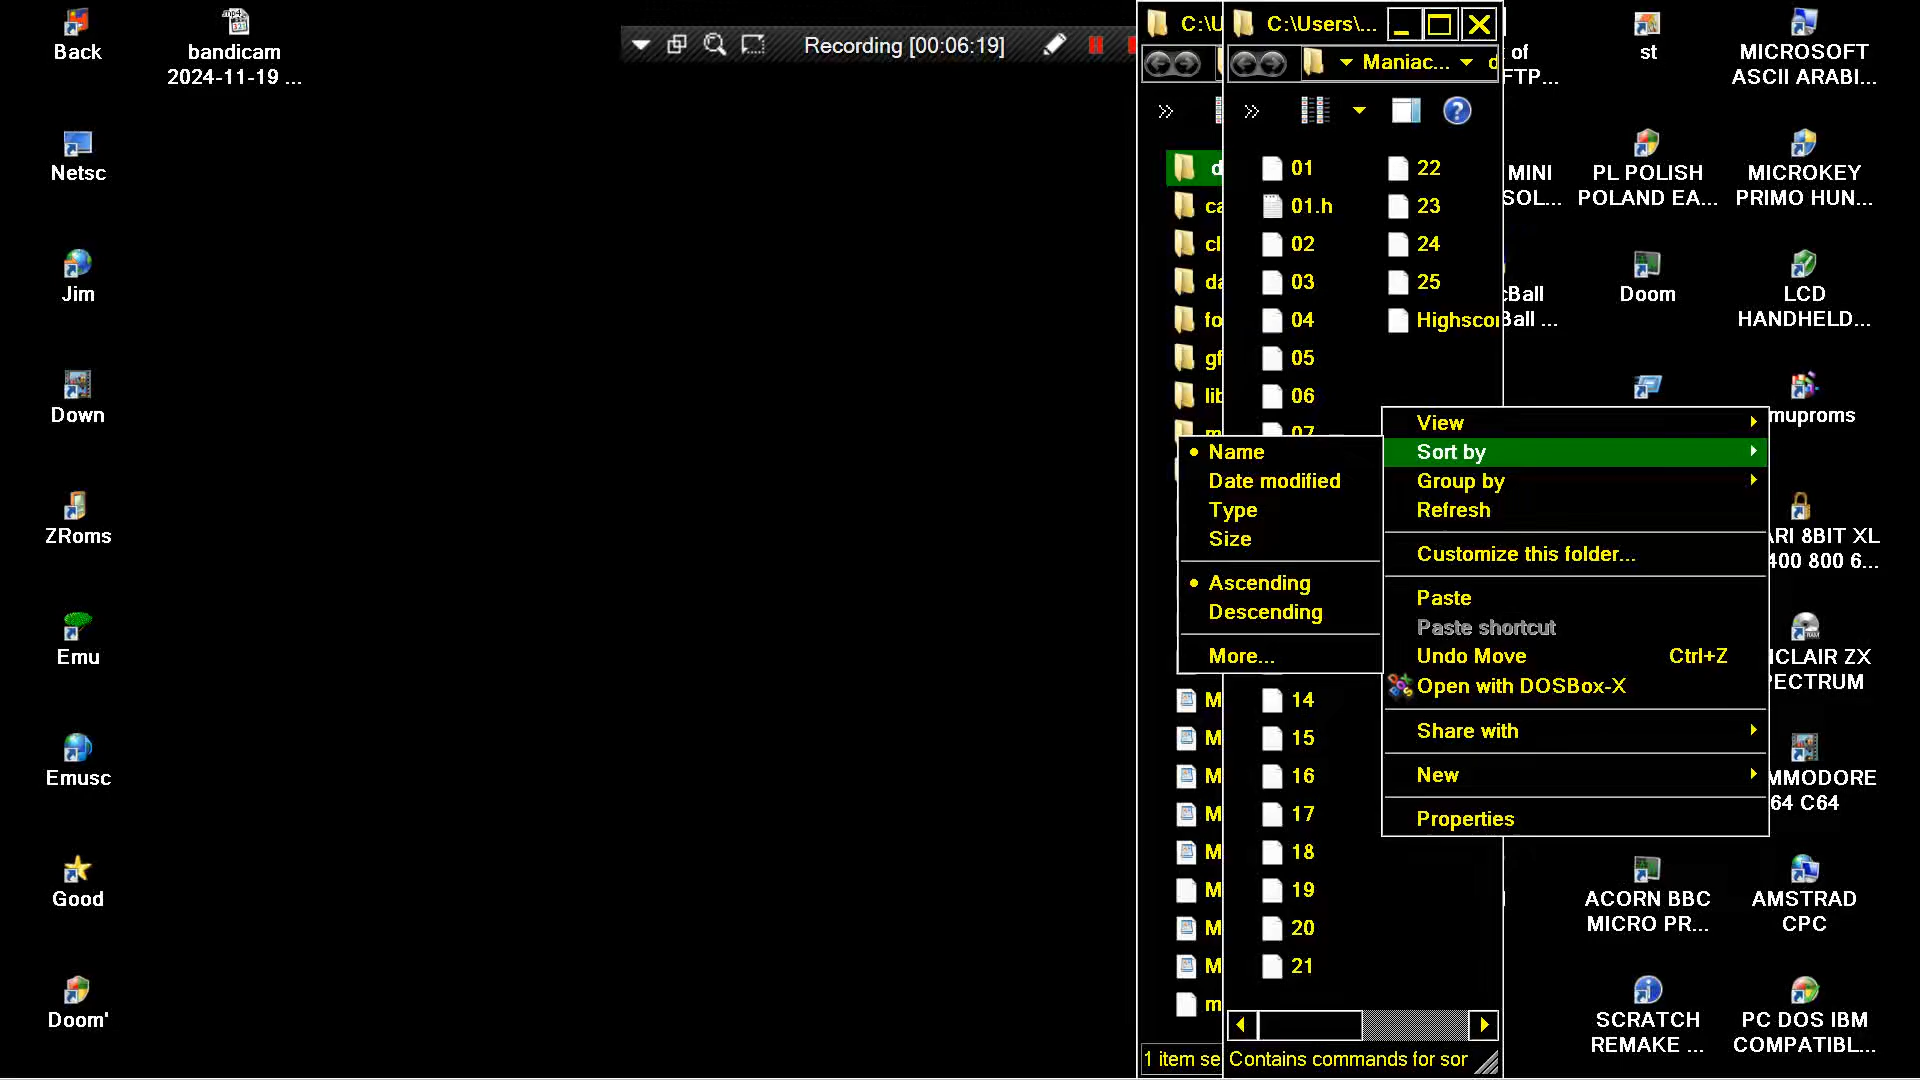 Back
bandicam
2024-11-19 ...
Netsc
Jim
Down
ZRoms
Emu
Emusc
Good
Doom'
Recording [00:06:19]
C:\U
1 item se
C:\Users\...
Maniac...
01
01.h
02
03
04
05
06
07
14
15
16
17
18
19
20
21
22
23
24
25
Contains commands for sor
Name
Date modified
Type
Size
Ascending
Descending
More...
View
Sort by
Group by
Refresh
Customize this folder...
Paste
Paste shortcut
Undo Move Ctrl+Z
Open with DOSBox-X
Share with
New
Properties
of
FTP...
MINI
SOL...
cBall
Ball ...
st
PL POLISH
POLAND EA...
Doom
ACORN BBC
MICRO PR...
SCRATCH
REMAKE ...
MICROSOFT
ASCII ARABI...
MICROKEY
PRIMO HUN...
LCD
HANDHELD...
muproms
ARI 8BIT XL
400 800 6...
NCLAIR ZX
PECTRUM
MMODORE
64 C64
AMSTRAD
CPC
PC DOS IBM
COMPATIBL...